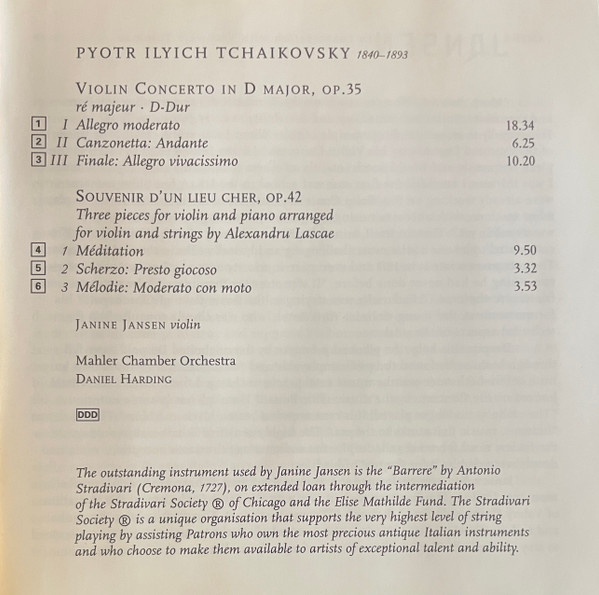 PYOTR ILYICH TCHAIKOVSKY 1840–1893
VIOLIN CONCERTO IN D MAJOR, OP.35
ré majeur · D-Dur
1 I Allegro moderato 18.34
2 II Canzonetta: Andante 6.25
3 III Finale: Allegro vivacissimo 10.20
SOUVENIR D'UN LIEU CHER, OP.42
Three pieces for violin and piano arranged
for violin and strings by Alexandru Lascae
4 1 Méditation 9.50
5 2 Scherzo: Presto giocoso 3.32
6 3 Mélodie: Moderato con moto 3.53
JANINE JANSEN violin
Mahler Chamber Orchestra
DANIEL HARDING
DDD
The outstanding instrument used by Janine Jansen is the “Barrere” by Antonio
Stradivari (Cremona, 1727), on extended loan through the intermediation
of the Stradivari Society ® of Chicago and the Elise Mathilde Fund. The Stradivari
Society ® is a unique organisation that supports the very highest level of string
playing by assisting Patrons who own the most precious antique Italian instruments
and who choose to make them available to artists of exceptional talent and ability.